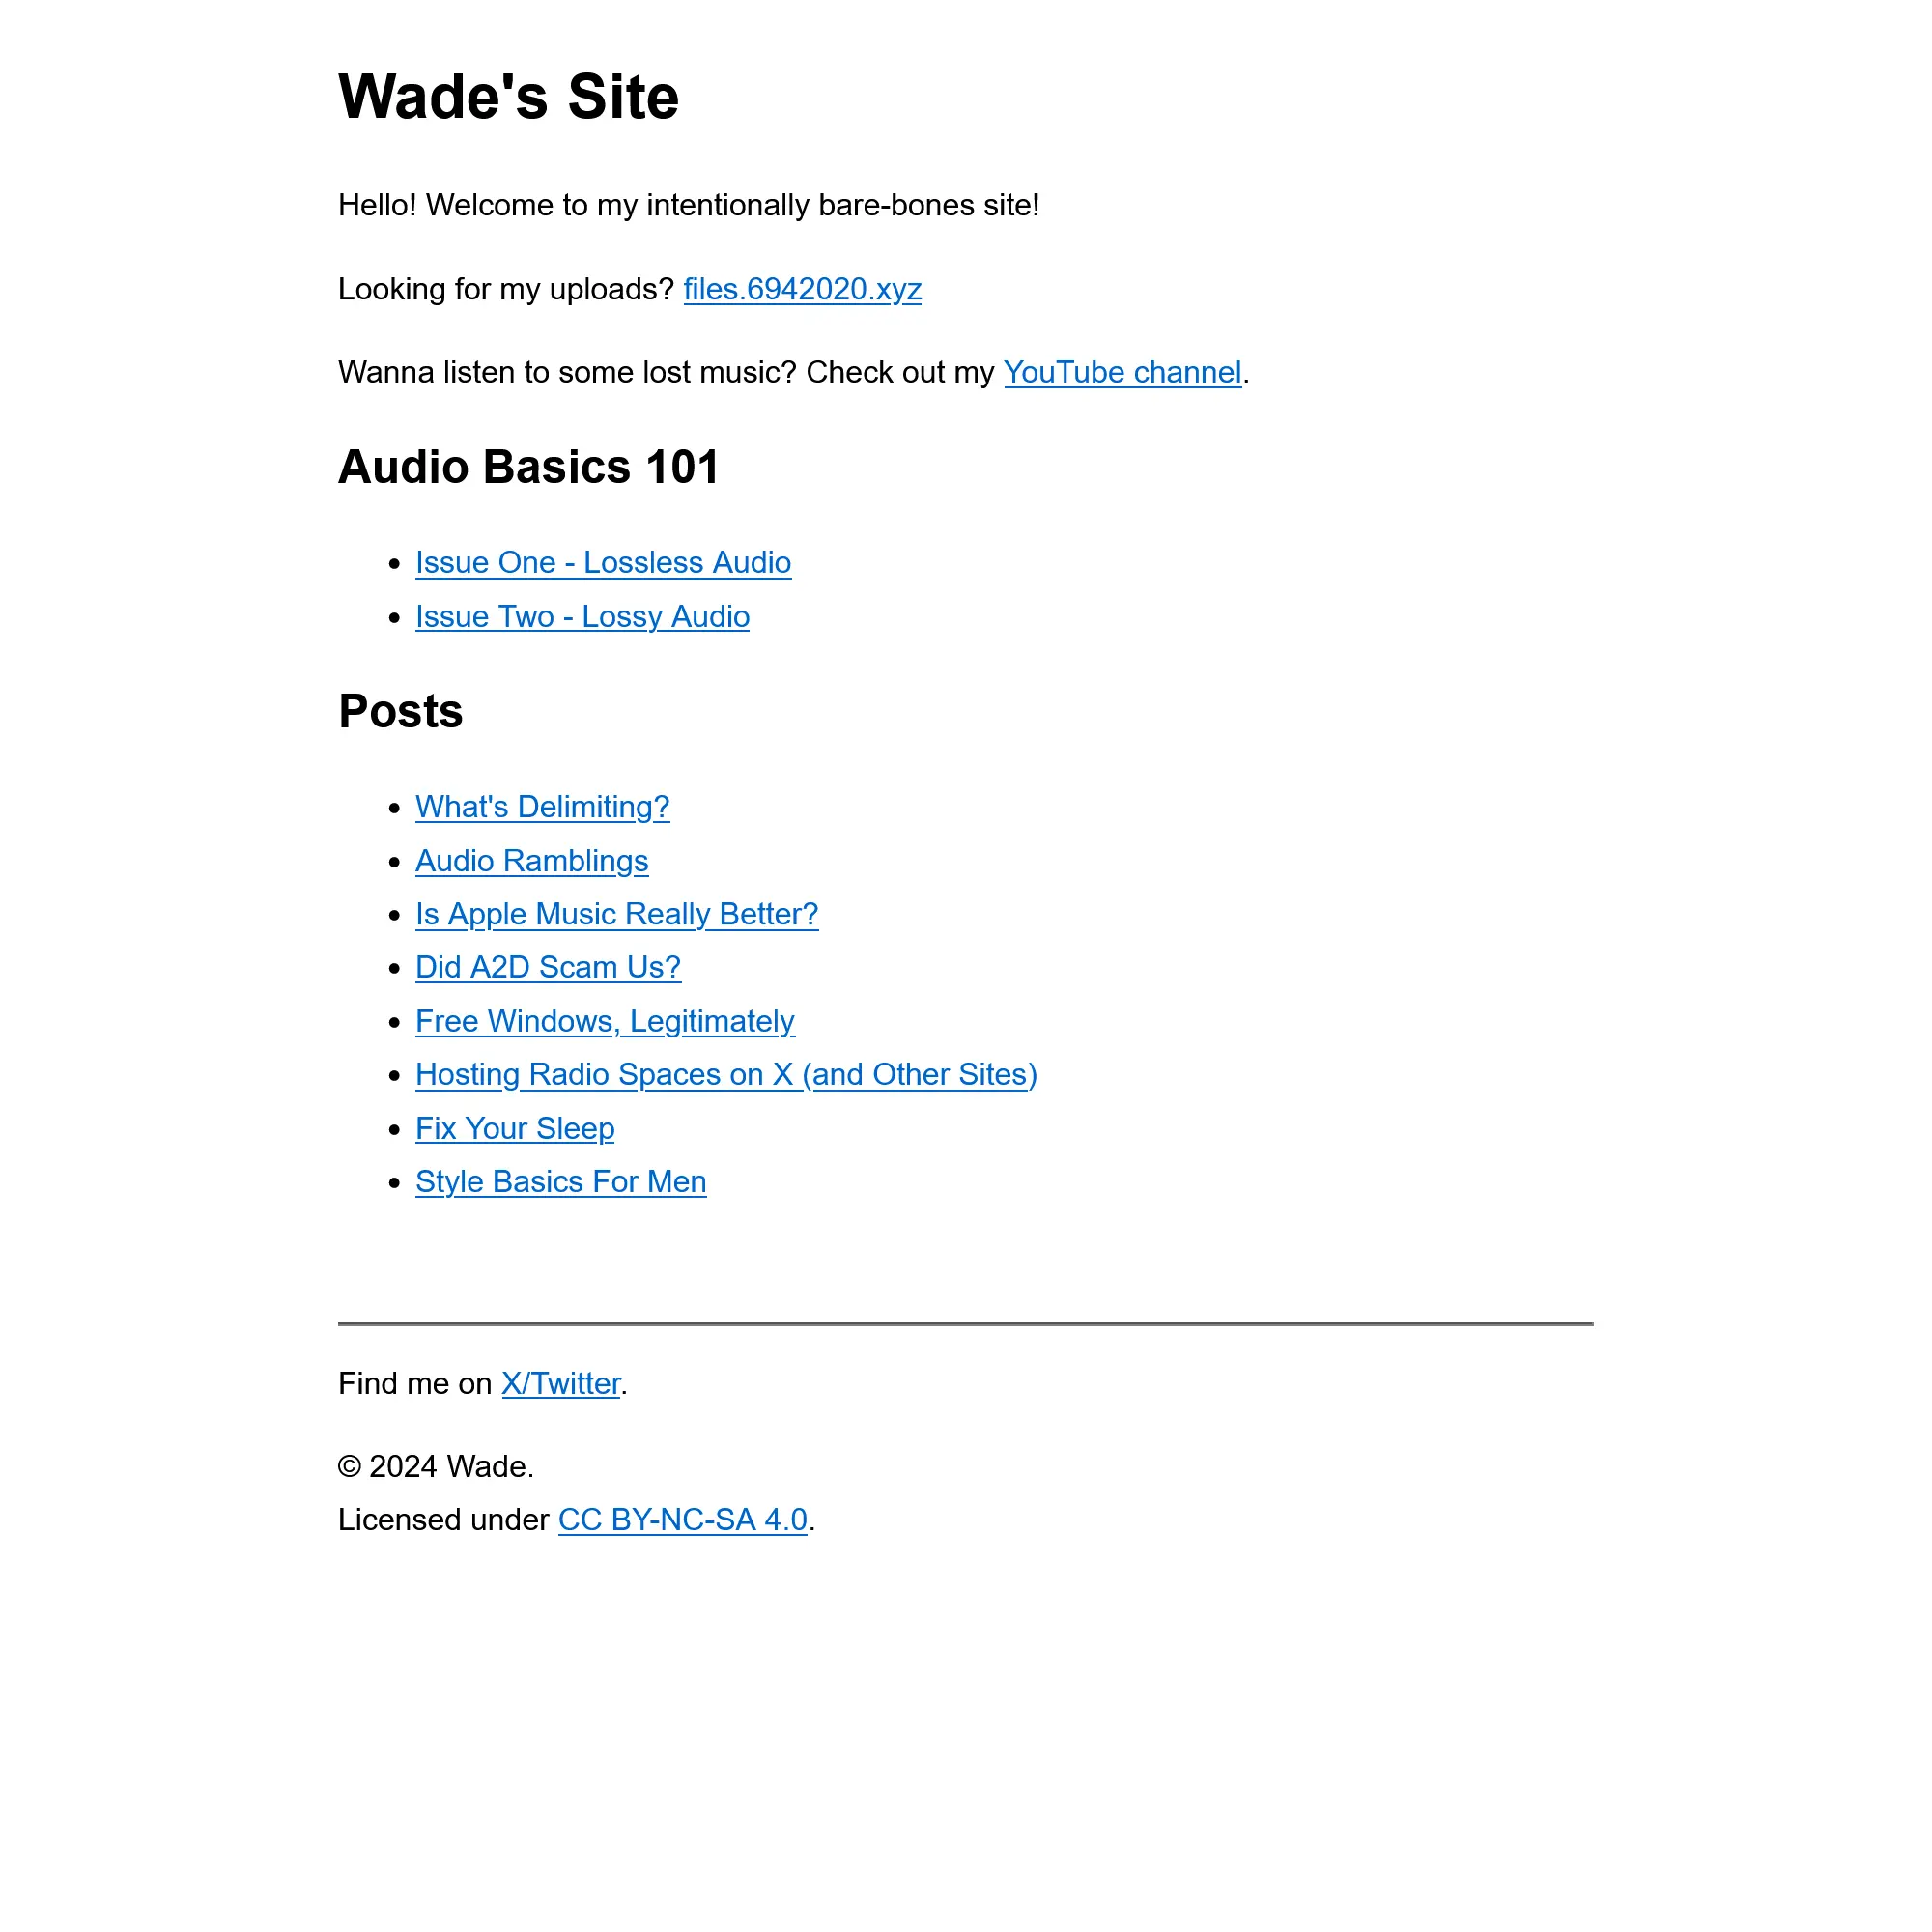 Wade's Site
Hello! Welcome to my intentionally bare-bones site!
Looking for my uploads? files.6942020.xyz
Wanna listen to some lost music? Check out my YouTube channel.
Audio Basics 101
Issue One - Lossless Audio
Issue Two - Lossy Audio
Posts
What's Delimiting?
Audio Ramblings
Is Apple Music Really Better?
Did A2D Scam Us?
Free Windows, Legitimately
Hosting Radio Spaces on X (and Other Sites)
Fix Your Sleep
Style Basics For Men
Find me on X/Twitter.
© 2024 Wade.
Licensed under CC BY-NC-SA 4.0.